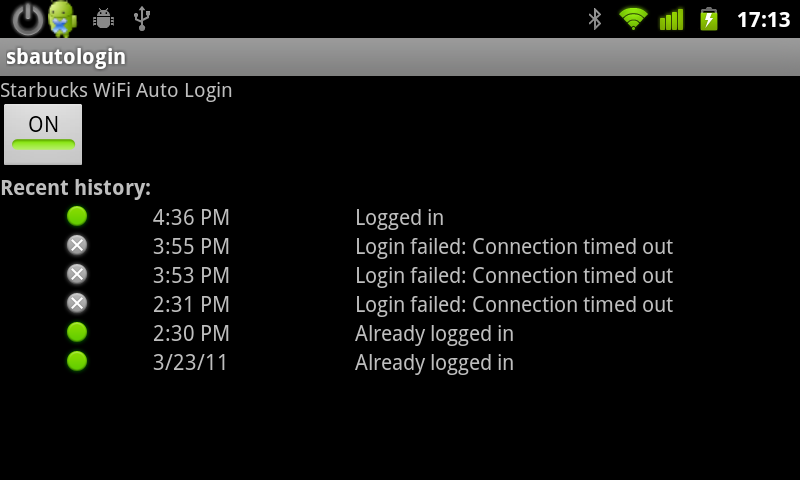 17:13
sbautologin
Starbucks WiFi Auto Login
ON
Recent history:
4:36 PM Logged in
3:55 PM Login failed: Connection timed out
3:53 PM Login failed: Connection timed out
2:31 PM Login failed: Connection timed out
2:30 PM Already logged in
3/23/11 Already logged in